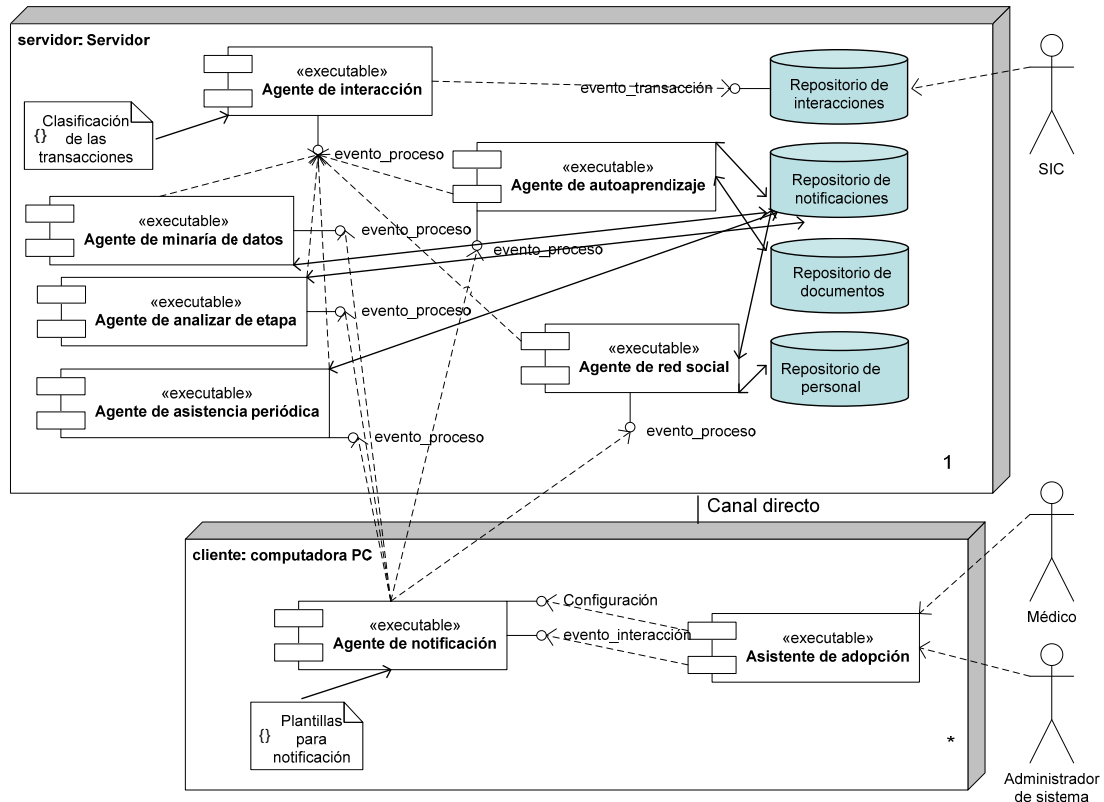 servidor: Servidor
«executable»
Agente de interacción
evento_transacción
Repositorio de
interacciones
SIC
{}
Clasificación
de las
transacciones
evento_proceso
«executable»
Agente de autoaprendizaje
Repositorio de
notificaciones
«executable»
Agente de minaría de datos
evento_proceso
evento_proceso
Repositorio de
documentos
«executable»
Agente de analizar de etapa
evento_proceso
«executable»
Agente de red social
Repositorio de
personal
«executable»
Agente de asistencia periódica
evento_proceso
evento_proceso
1
Canal directo
cliente: computadora PC
«executable»
Agente de notificación
Configuración
evento_interacción
«executable»
Asistente de adopción
Médico
{}
Plantillas
para
notificación
*
Administrador
de sistema